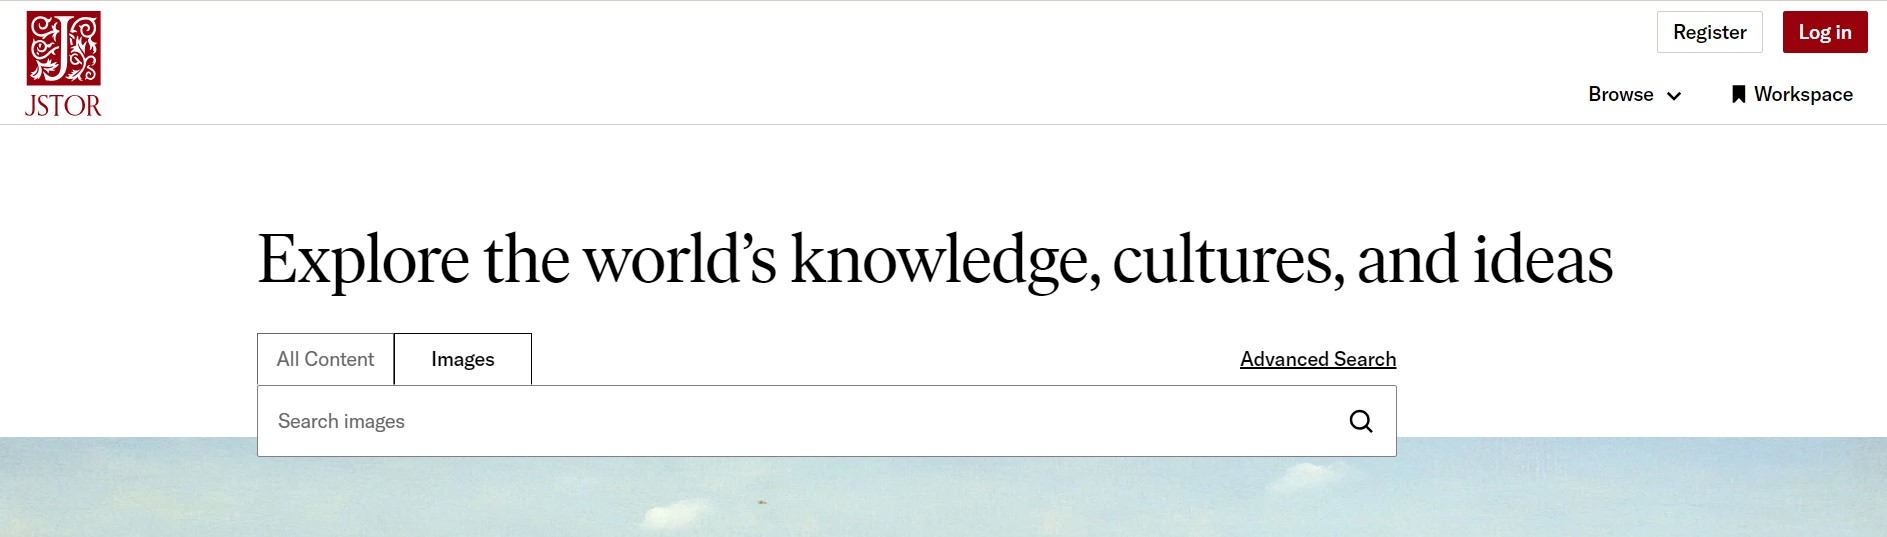 JSTOR
Register
Log in
Browse
Workspace
Explore the world’s knowledge, cultures, and ideas
All Content
Images
Advanced Search
Search images